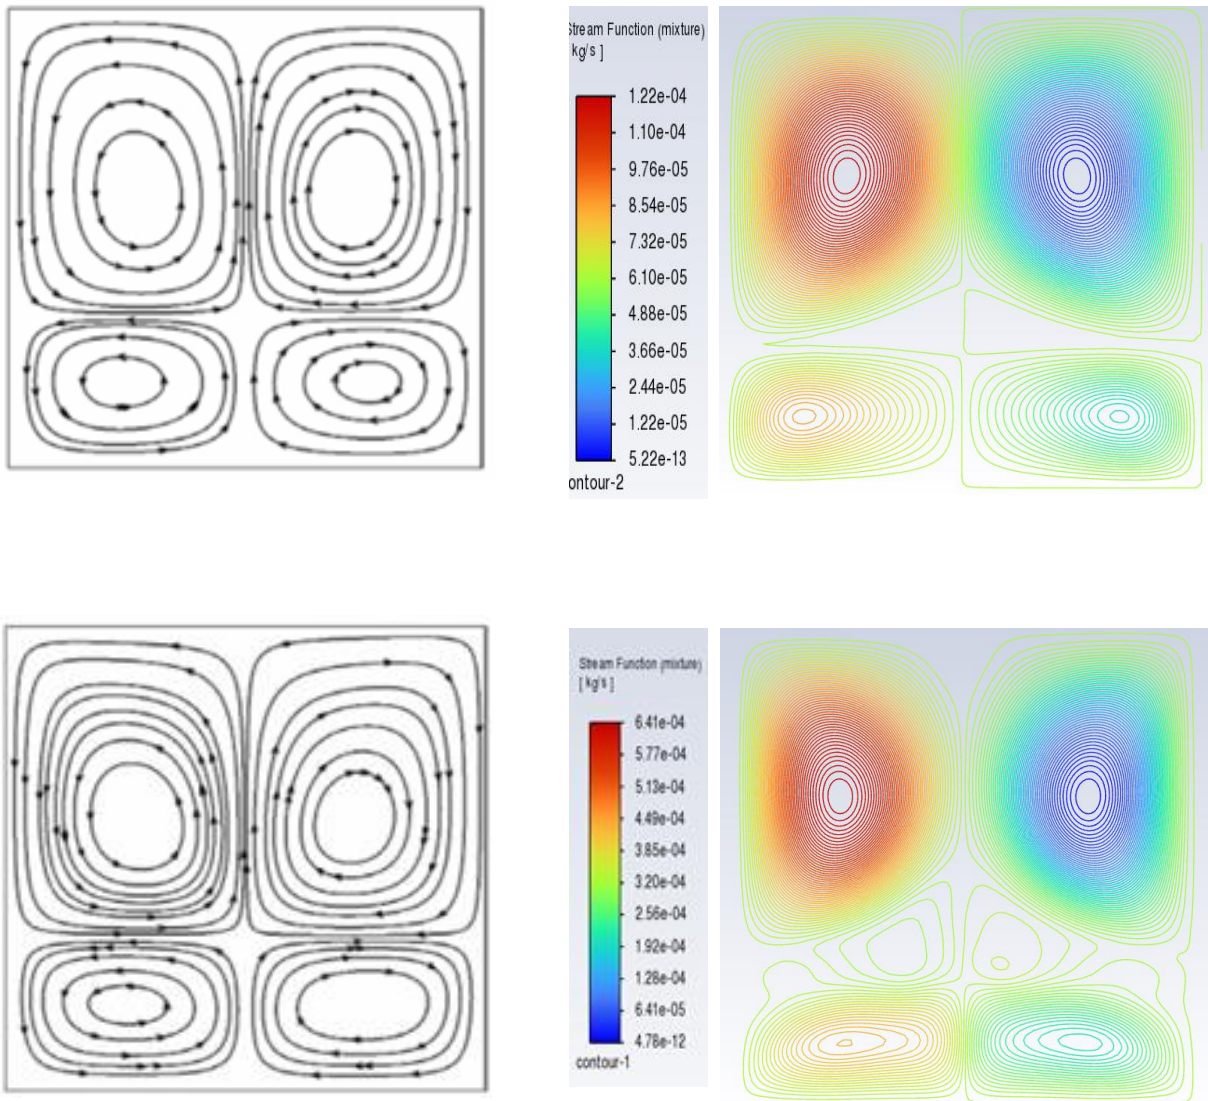 Stream Function (mixture)
kg/s ]
1.22e-04
1.10e-04
9.76e-05
8.54e-05
7.32e-05
6.10e-05
4.88e-05
3.66e-05
2.44e-05
1.22e-05
5.22e-13
ontour-2
Stream Function (mixture)
[ kg/s ]
6.41e-04
5.77e-04
5.13e-04
4.49e-04
3.85e-04
3.20e-04
2.56e-04
1.92e-04
1.28e-04
6.41e-05
4.78e-12
contour-1